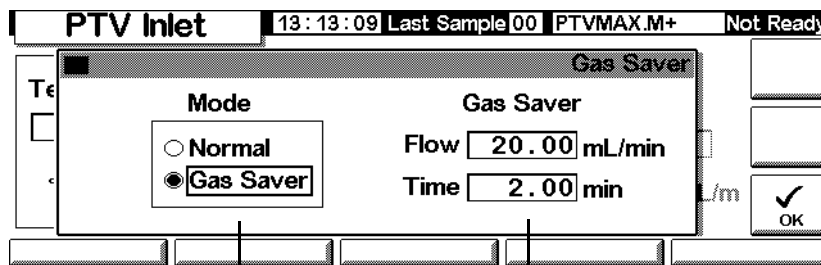 PTV Inlet 13:13:09 Last Sample 00 PTVMAX.M+ Not Ready
Gas Saver
Te
Mode Gas Saver
Normal Flow 20.00 mL/min
Gas Saver Time 2.00 min
L/m
OK